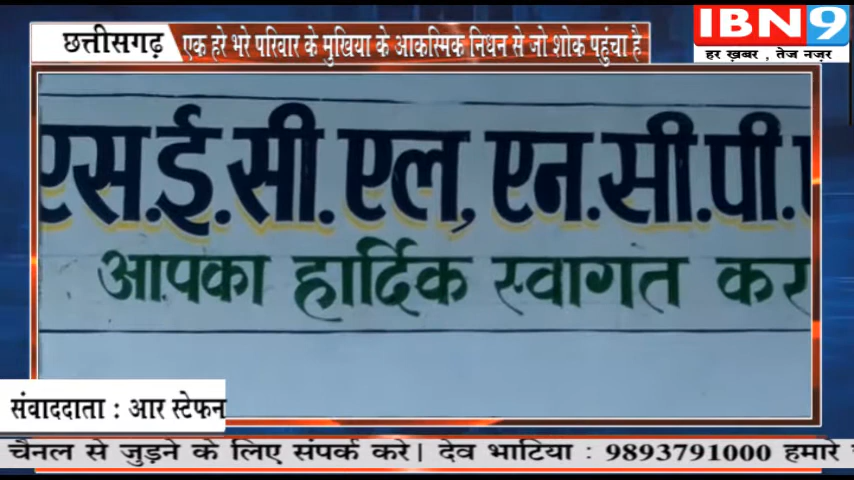 छत्तीसगढ़
एक हरे भरे परिवार के मुखिया के आकस्मिक निधन से जो शोक पहुंचा है
IBN9
हर ख़बर , तेज नज़र
एस.ई.सी.एल, एन.सी.पी.
आपका हार्दिक स्वागत कर
संवाददाता : आर स्टेफन
चैनल से जुड़ने के लिए संपर्क करे| देव भाटिया : 9893791000 हमारे